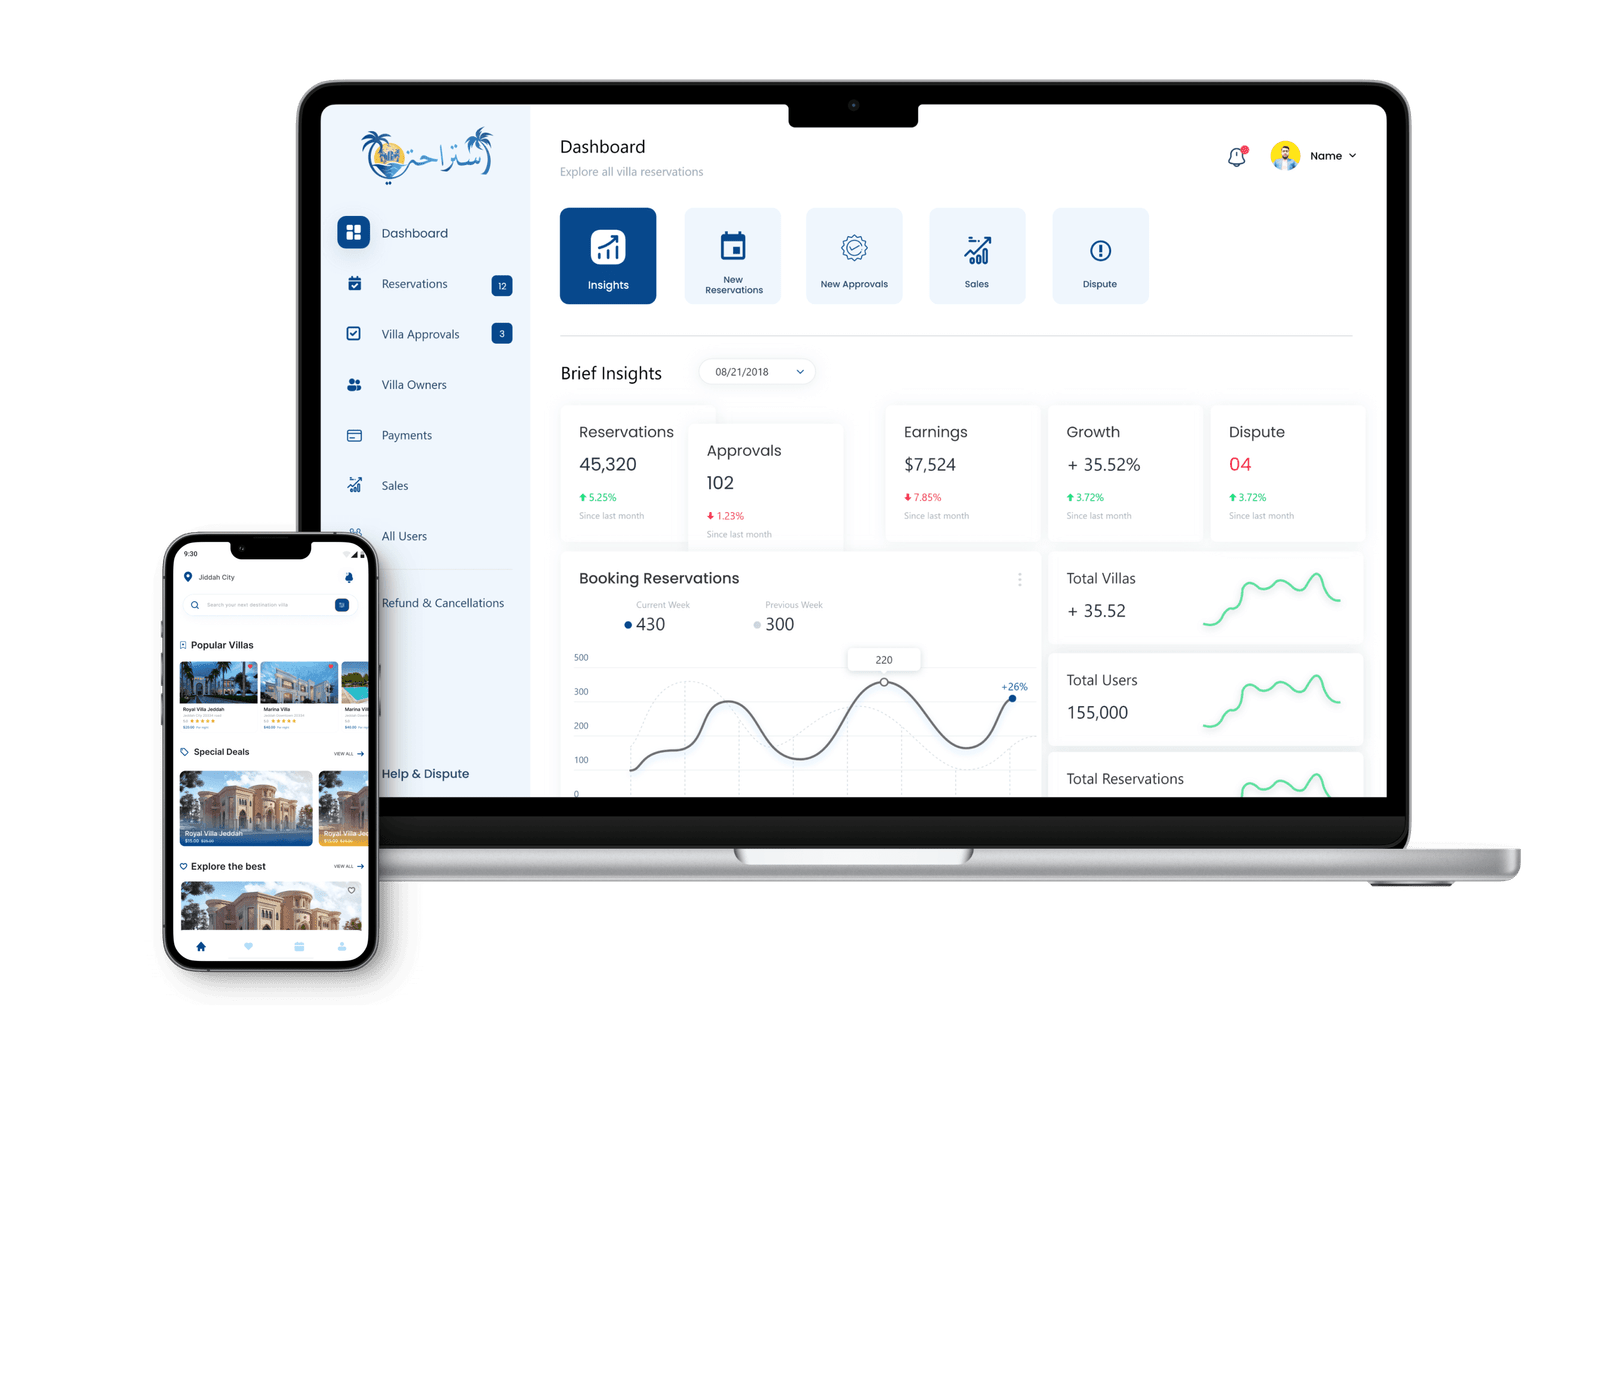 استراحتي
Dashboard
Reservations
12
Villa Approvals
3
Villa Owners
Payments
Sales
All Users
Refund & Cancellations
Help & Dispute
Dashboard
Explore all villa reservations
Name
Insights
New
Reservations
New Approvals
Sales
Dispute
Brief Insights
08/21/2018
Reservations
45,320
5.25%
Since last month
Approvals
102
1.23%
Since last month
Earnings
$7,524
7.85%
Since last month
Growth
+ 35.52%
3.72%
Since last month
Dispute
04
3.72%
Since last month
Booking Reservations
Current Week
430
Previous Week
300
500
300
200
100
0
220
+26%
Total Villas
+ 35.52
Total Users
155,000
Total Reservations
9:30
Jiddah City
Search your next destination villa
Popular Villas
Royal Villa Jeddah
Marina Villa
Marina Vil
Special Deals
VIEW ALL
Royal Villa Jeddah
$15.00
Royal Villa Jed
Explore the best
VIEW ALL